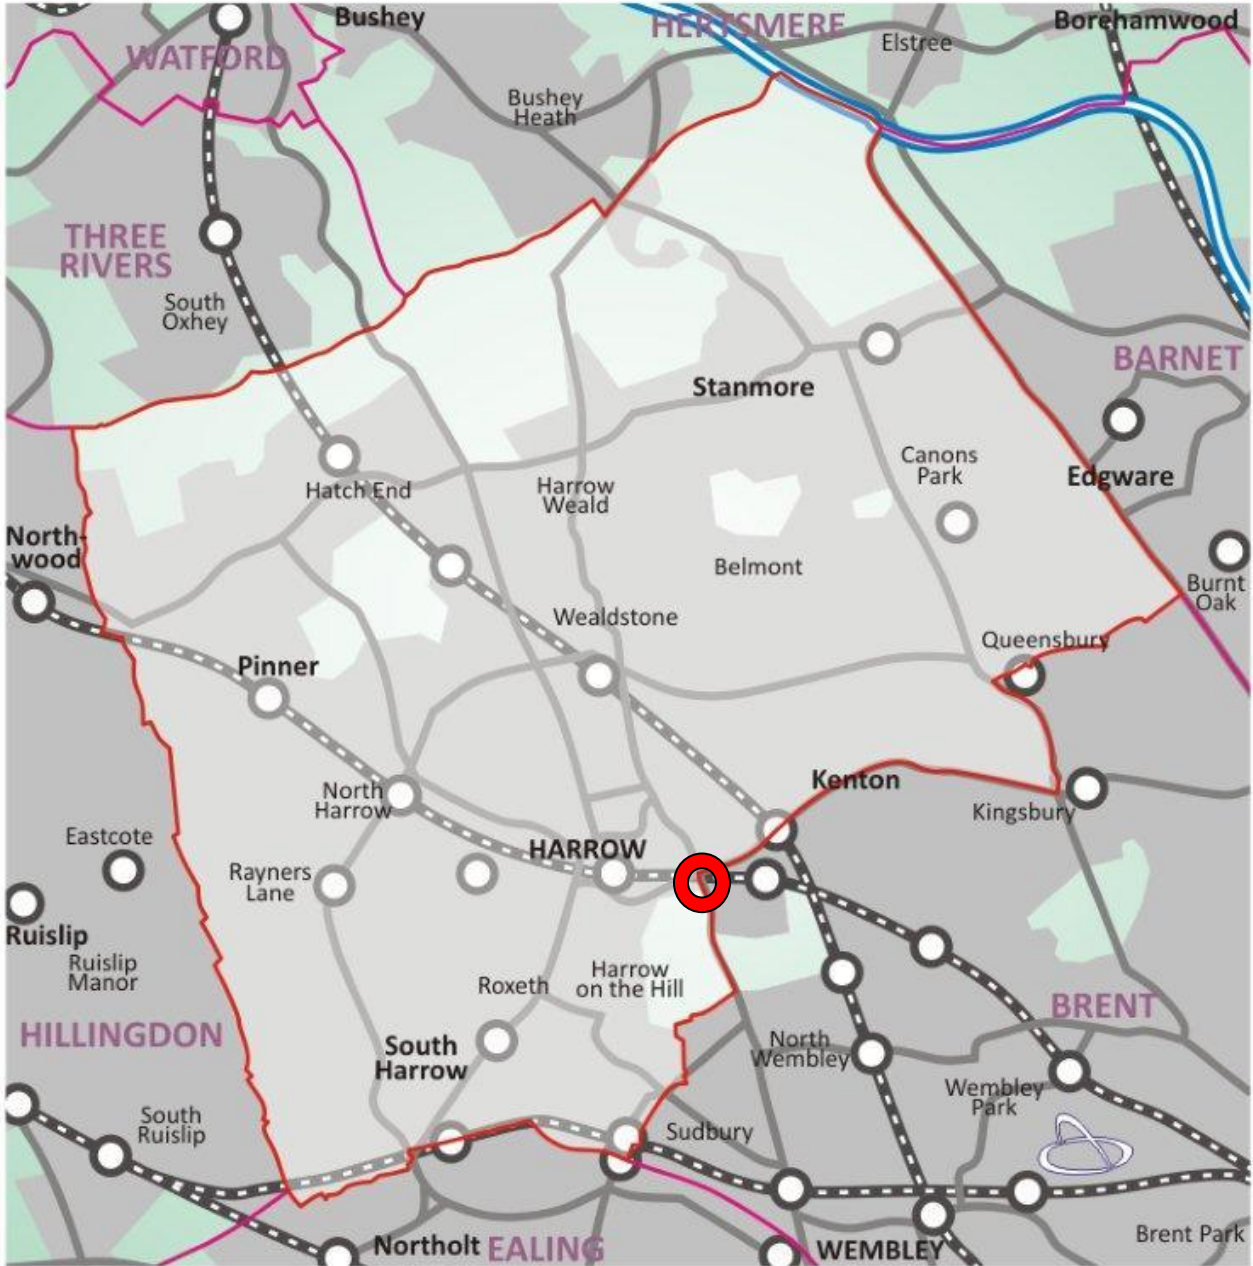 Bushey
HERTSMERE
Borehamwood
WATFORD
Elstree
Bushey
Heath
THREE
RIVERS
South
Oxhey
BARNET
Stanmore
Canons
Park
Edgware
Hatch End
Harrow
Weald
North-
wood
Belmont
Burnt
Oak
Wealdstone
Queensbury
Pinner
Kenton
North
Harrow
Kingsbury
Eastcote
HARROW
Rayners
Lane
Ruislip
Ruislip
Manor
Harrow
on the Hill
Roxeth
BRENT
HILLINGDON
South
Harrow
North
Wembley
Wembley
Park
South
Ruislip
Sudbury
Northolt
EALING
WEMBLEY
Brent Park